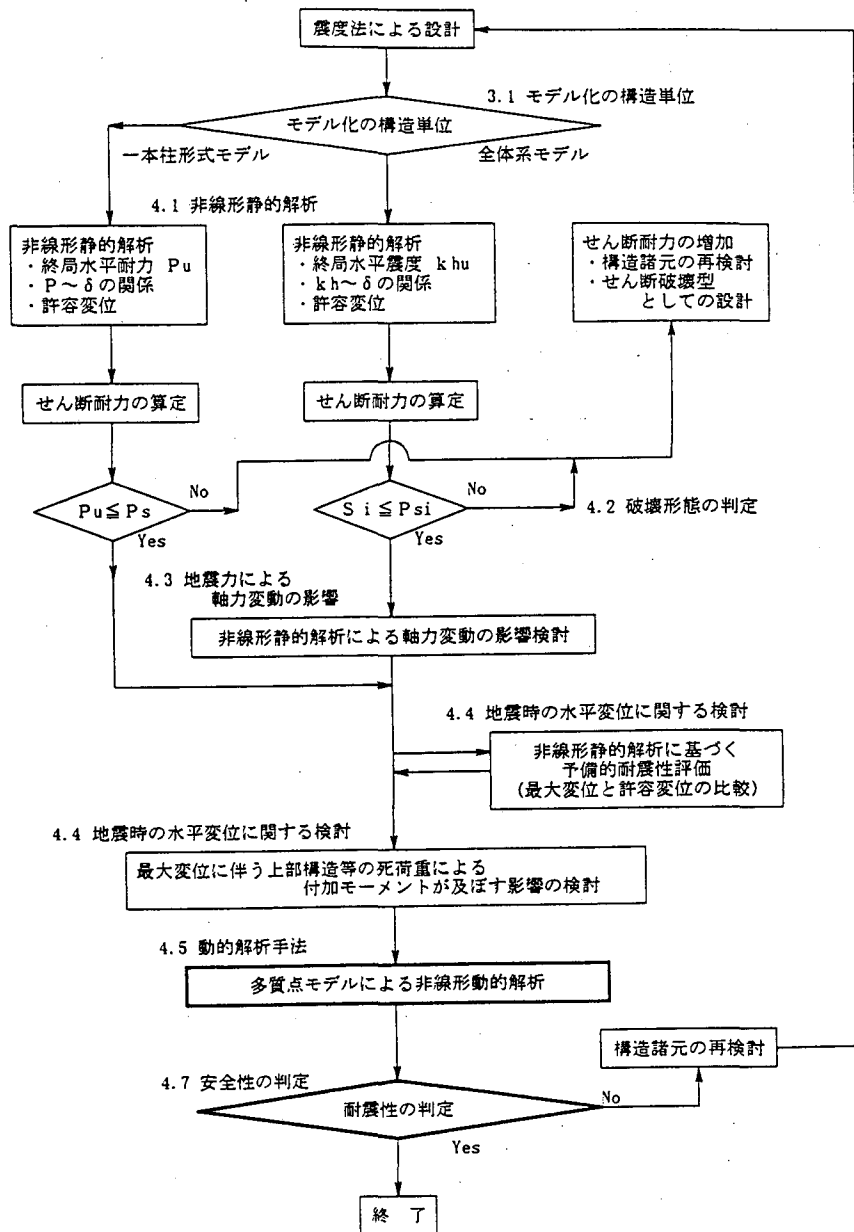 震度法による設計
3.1 モデル化の構造単位
モデル化の構造単位
一本柱形式モデル
全体系モデル
4.1 非線形静的解析
非線形静的解析
・終局水平耐力 Pu
・P～δの関係
・許容変位
非線形静的解析
・終局水平震度 khu
・kh～δの関係
・許容変位
せん断耐力の増加
・構造諸元の再検討
・せん断破壊型
としての設計
せん断耐力の算定
せん断耐力の算定
Pu≦Ps
No
Yes
Si≦Psi
No
Yes
4.2 破壊形態の判定
4.3 地震力による
軸力変動の影響
非線形静的解析による軸力変動の影響検討
4.4 地震時の水平変位に関する検討
非線形静的解析に基づく
予備的耐震性評価
(最大変位と許容変位の比較)
4.4 地震時の水平変位に関する検討
最大変位に伴う上部構造等の死荷重による
付加モーメントが及ぼす影響の検討
4.5 動的解析手法
多質点モデルによる非線形動的解析
構造諸元の再検討
4.7 安全性の判定
耐震性の判定
No
Yes
終 了